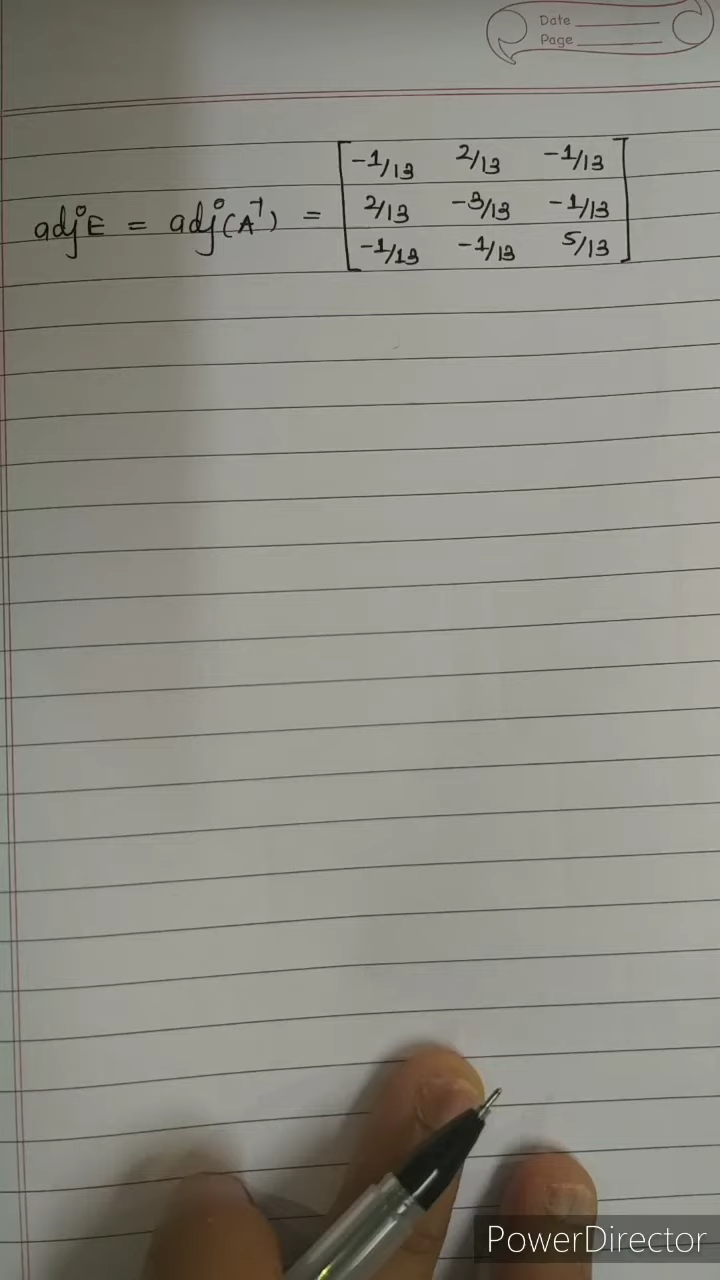 Date
Page
-1/13 2/13 -1/13
adj E = adj(A⁻¹) = 2/13 -3/13 -1/13
-1/13 -1/13 5/13
PowerDirector